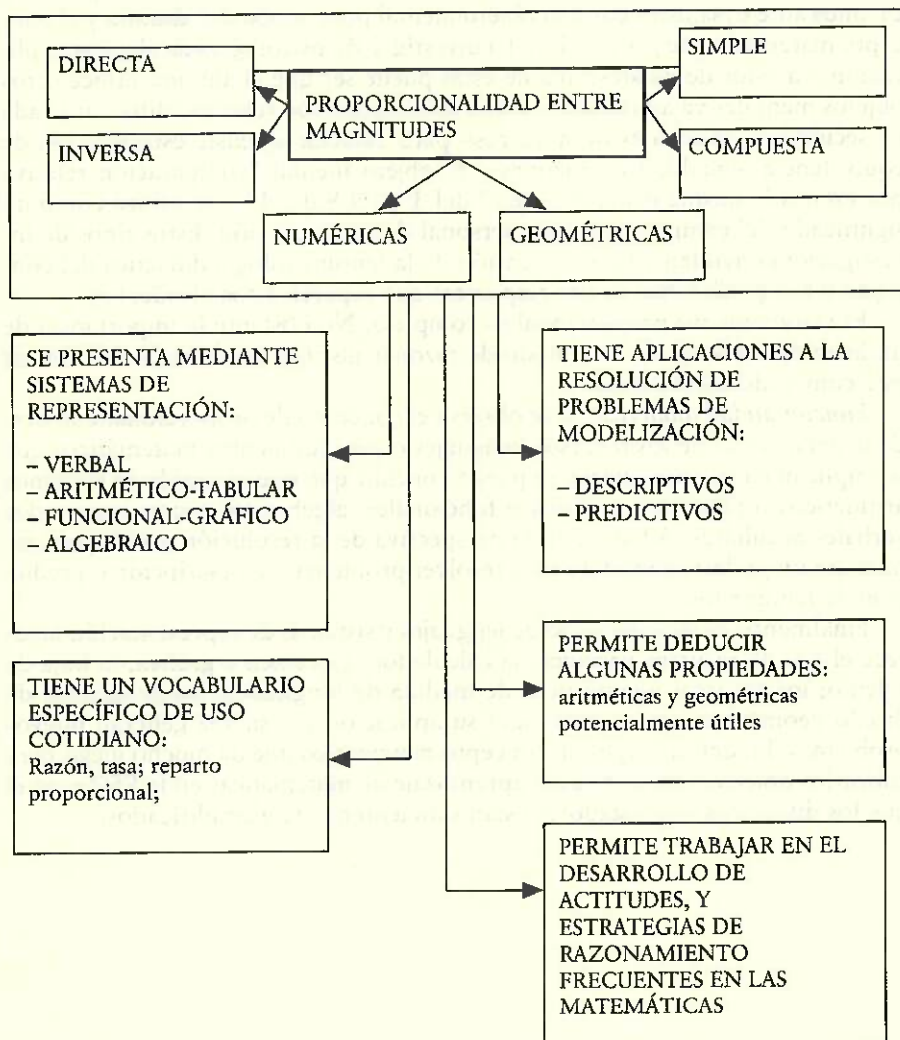 DIRECTA
SIMPLE
PROPORCIONALIDAD ENTRE
MAGNITUDES
INVERSA
COMPUESTA
NUMÉRICAS
GEOMÉTRICAS
SE PRESENTA MEDIANTE
SISTEMAS DE
REPRESENTACIÓN:
– VERBAL
– ARITMÉTICO-TABULAR
– FUNCIONAL-GRÁFICO
– ALGEBRAICO
TIENE APLICACIONES A LA
RESOLUCIÓN DE
PROBLEMAS DE
MODELIZACIÓN:
– DESCRIPTIVOS
– PREDICTIVOS
TIENE UN VOCABULARIO
ESPECÍFICO DE USO
COTIDIANO:
Razón, tasa; reparto
proporcional;
PERMITE DEDUCIR
ALGUNAS PROPIEDADES:
aritméticas y geométricas
potencialmente útiles
PERMITE TRABAJAR EN EL
DESARROLLO DE
ACTITUDES, Y
ESTRATEGIAS DE
RAZONAMIENTO
FRECUENTES EN LAS
MATEMÁTICAS